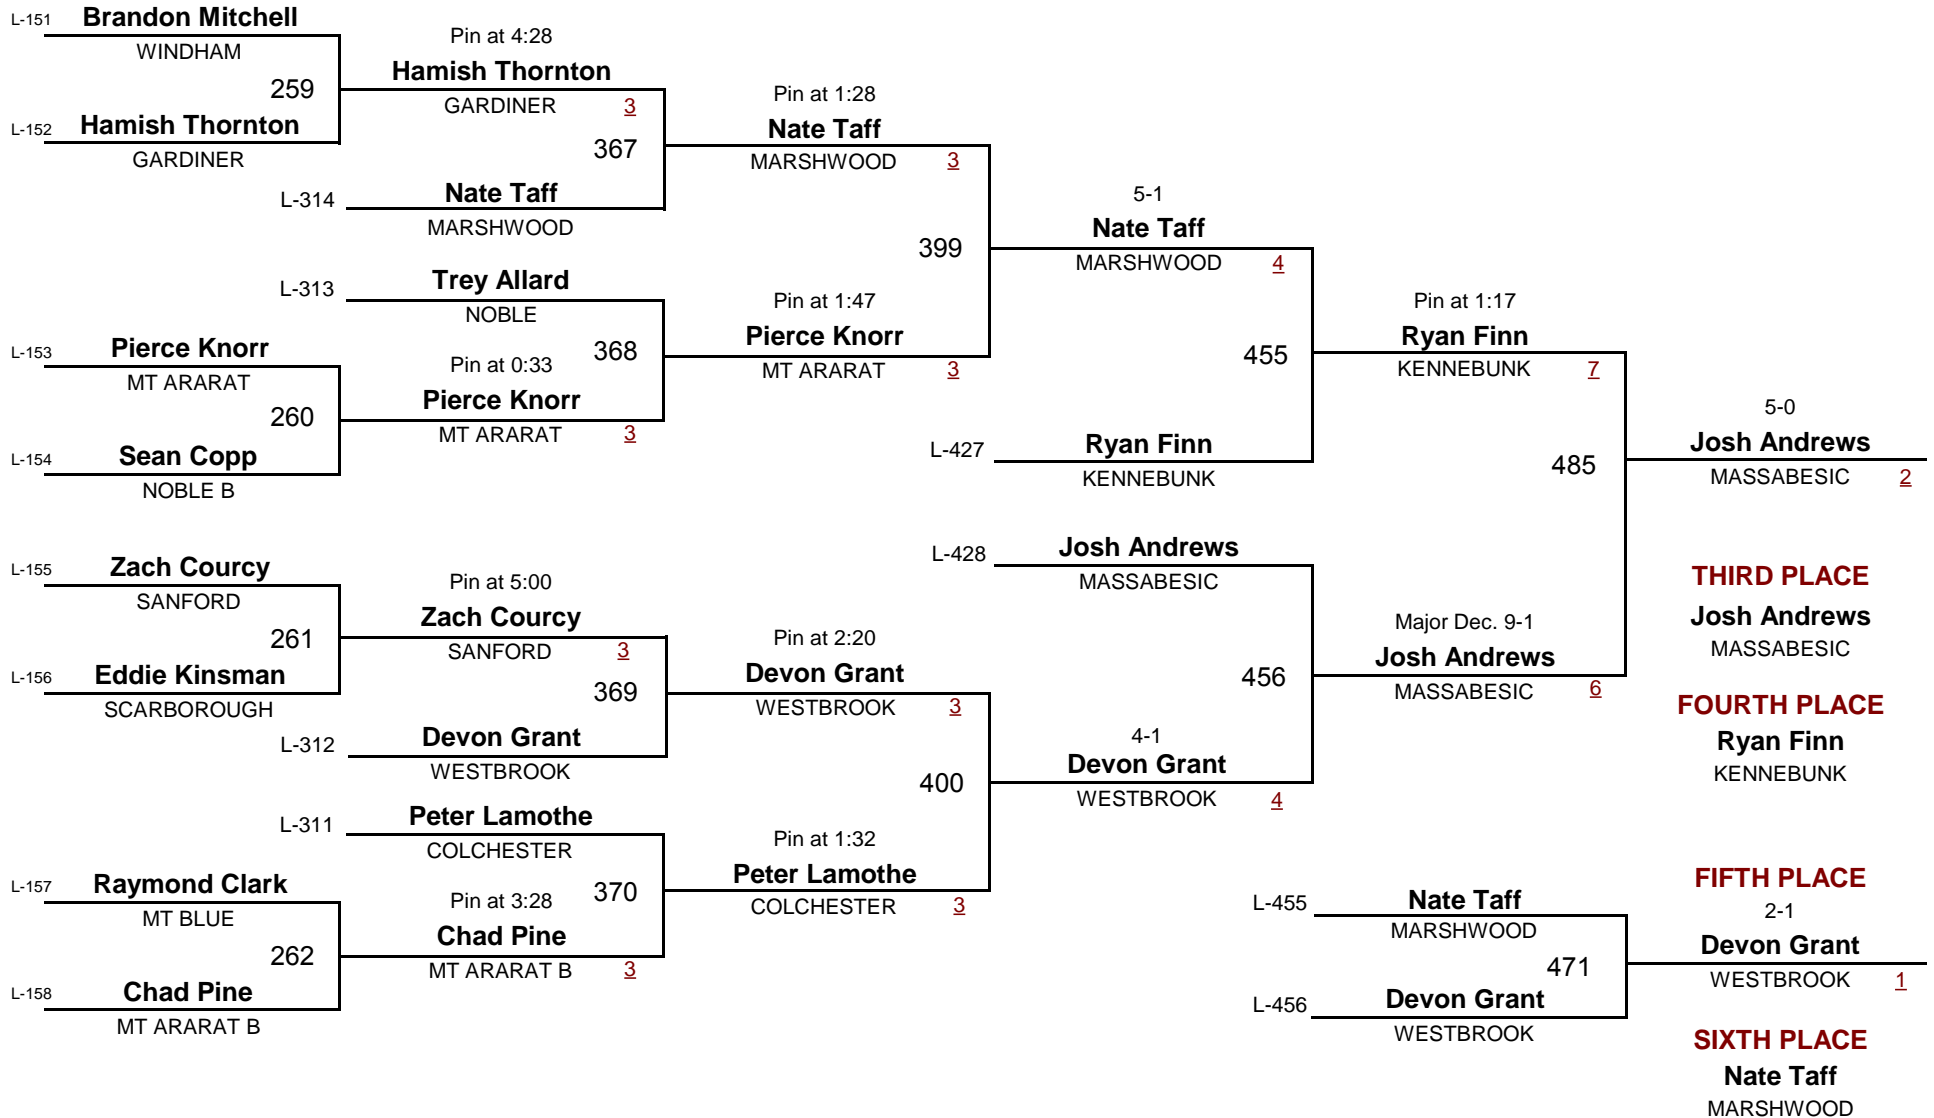 L-151 Brandon Mitchell
WINDHAM
259
L-152 Hamish Thornton
GARDINER
Pin at 4:28
Hamish Thornton
GARDINER 3
367
L-314 Nate Taff
MARSHWOOD
Pin at 1:28
Nate Taff
MARSHWOOD 3
399
L-313 Trey Allard
NOBLE
368
L-153 Pierce Knorr
MT ARARAT
260
L-154 Sean Copp
NOBLE B
Pin at 0:33
Pierce Knorr
MT ARARAT 3
Pin at 1:47
Pierce Knorr
MT ARARAT 3
5-1
Nate Taff
MARSHWOOD 4
455
L-427 Ryan Finn
KENNEBUNK
Pin at 1:17
Ryan Finn
KENNEBUNK 7
485
5-0
Josh Andrews
MASSABESIC 2
L-155 Zach Courcy
SANFORD
261
L-156 Eddie Kinsman
SCARBOROUGH
Pin at 5:00
Zach Courcy
SANFORD 3
369
L-312 Devon Grant
WESTBROOK
Pin at 2:20
Devon Grant
WESTBROOK 3
400
L-311 Peter Lamothe
COLCHESTER
370
L-157 Raymond Clark
MT BLUE
262
L-158 Chad Pine
MT ARARAT B
Pin at 3:28
Chad Pine
MT ARARAT B 3
Pin at 1:32
Peter Lamothe
COLCHESTER 3
L-428 Josh Andrews
MASSABESIC
456
4-1
Devon Grant
WESTBROOK 4
Major Dec. 9-1
Josh Andrews
MASSABESIC 6
THIRD PLACE
Josh Andrews
MASSABESIC
FOURTH PLACE
Ryan Finn
KENNEBUNK
L-455 Nate Taff
MARSHWOOD
471
L-456 Devon Grant
WESTBROOK
FIFTH PLACE
2-1
Devon Grant
WESTBROOK 1
SIXTH PLACE
Nate Taff
MARSHWOOD